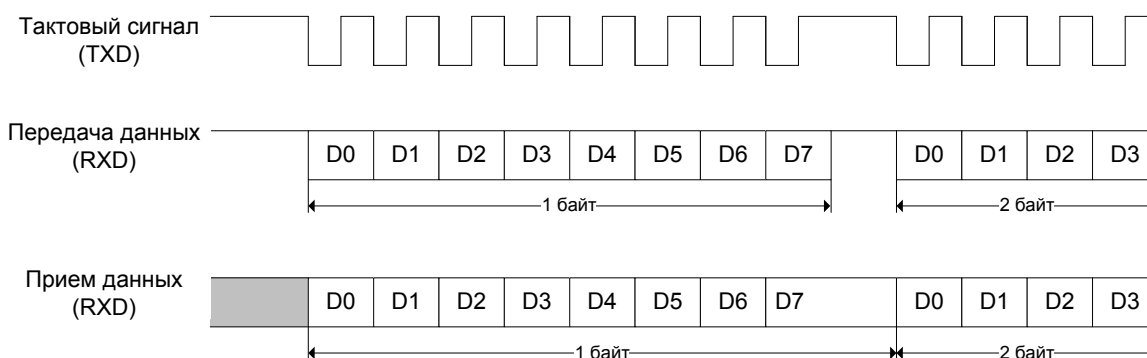 Тактовый сигнал
(TXD)
Передача данных
(RXD)
D0 D1 D2 D3 D4 D5 D6 D7 D0 D1 D2 D3
1 байт 2 байт
Прием данных
(RXD)
D0 D1 D2 D3 D4 D5 D6 D7 D0 D1 D2 D3
1 байт 2 байт